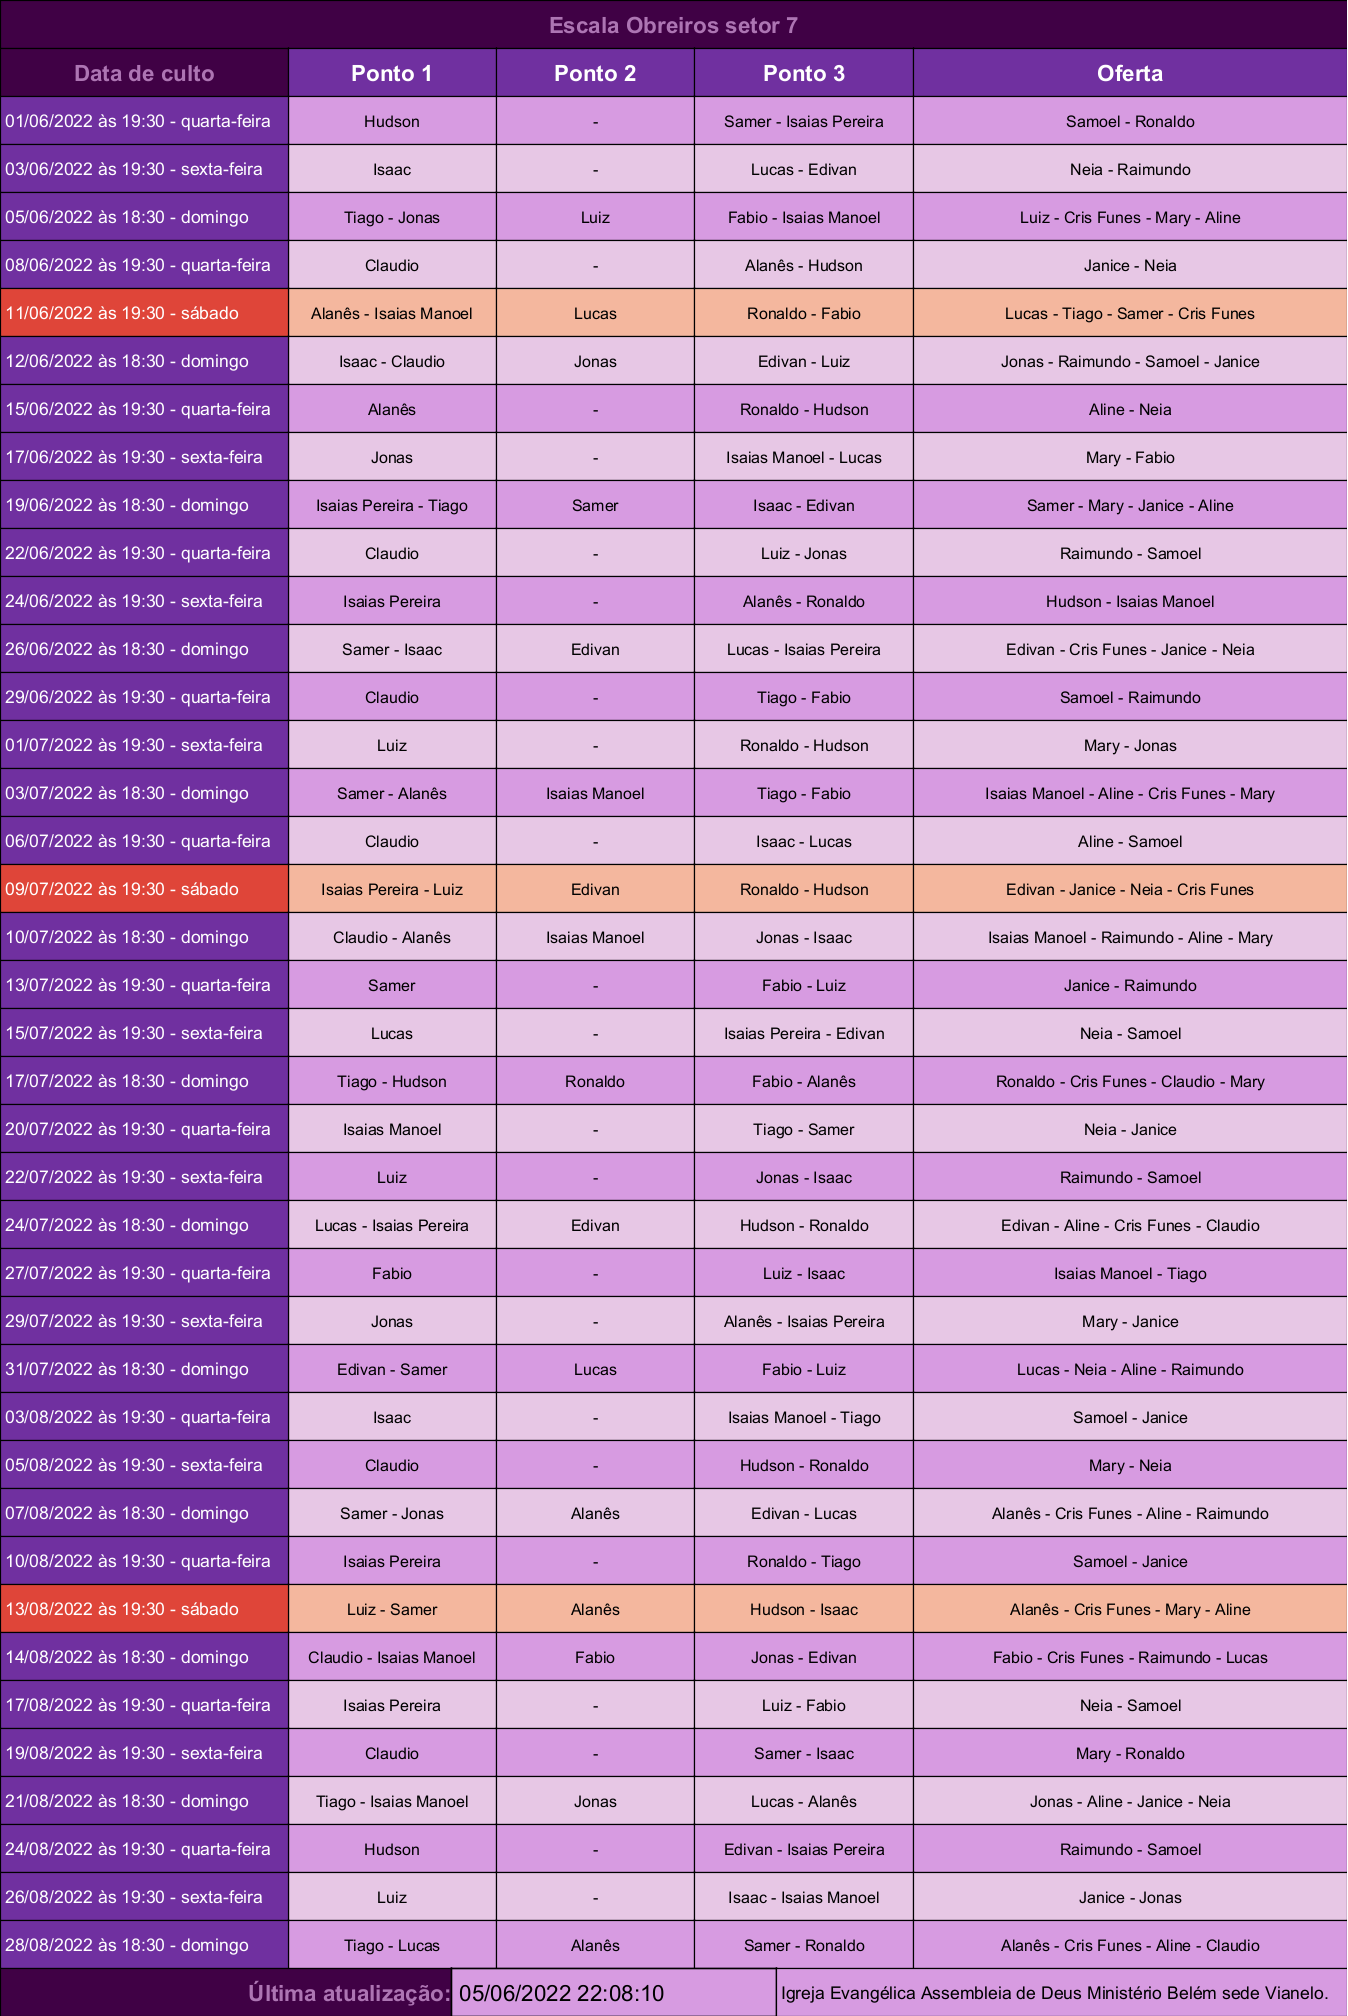 Escala Obreiros setor 7
Data de culto Ponto 1 Ponto 2 Ponto 3 Oferta
01/06/2022 às 19:30 - quarta-feira Hudson - Samer - Isaias Pereira Samoel - Ronaldo
03/06/2022 às 19:30 - sexta-feira Isaac - Lucas - Edivan Neia - Raimundo
05/06/2022 às 18:30 - domingo Tiago - Jonas Luiz Fabio - Isaias Manoel Luiz - Cris Funes - Mary - Aline
08/06/2022 às 19:30 - quarta-feira Claudio - Alanês - Hudson Janice - Neia
11/06/2022 às 19:30 - sábado Alanês - Isaias Manoel Lucas Ronaldo - Fabio Lucas - Tiago - Samer - Cris Funes
12/06/2022 às 18:30 - domingo Isaac - Claudio Jonas Edivan - Luiz Jonas - Raimundo - Samoel - Janice
15/06/2022 às 19:30 - quarta-feira Alanês - Ronaldo - Hudson Aline - Neia
17/06/2022 às 19:30 - sexta-feira Jonas - Isaias Manoel - Lucas Mary - Fabio
19/06/2022 às 18:30 - domingo Isaias Pereira - Tiago Samer Isaac - Edivan Samer - Mary - Janice - Aline
22/06/2022 às 19:30 - quarta-feira Claudio - Luiz - Jonas Raimundo - Samoel
24/06/2022 às 19:30 - sexta-feira Isaias Pereira - Alanês - Ronaldo Hudson - Isaias Manoel
26/06/2022 às 18:30 - domingo Samer - Isaac Edivan Lucas - Isaias Pereira Edivan - Cris Funes - Janice - Neia
29/06/2022 às 19:30 - quarta-feira Claudio - Tiago - Fabio Samoel - Raimundo
01/07/2022 às 19:30 - sexta-feira Luiz - Ronaldo - Hudson Mary - Jonas
03/07/2022 às 18:30 - domingo Samer - Alanês Isaias Manoel Tiago - Fabio Isaias Manoel - Aline - Cris Funes - Mary
06/07/2022 às 19:30 - quarta-feira Claudio - Isaac - Lucas Aline - Samoel
09/07/2022 às 19:30 - sábado Isaias Pereira - Luiz Edivan Ronaldo - Hudson Edivan - Janice - Neia - Cris Funes
10/07/2022 às 18:30 - domingo Claudio - Alanês Isaias Manoel Jonas - Isaac Isaias Manoel - Raimundo - Aline - Mary
13/07/2022 às 19:30 - quarta-feira Samer - Fabio - Luiz Janice - Raimundo
15/07/2022 às 19:30 - sexta-feira Lucas - Isaias Pereira - Edivan Neia - Samoel
17/07/2022 às 18:30 - domingo Tiago - Hudson Ronaldo Fabio - Alanês Ronaldo - Cris Funes - Claudio - Mary
20/07/2022 às 19:30 - quarta-feira Isaias Manoel - Tiago - Samer Neia - Janice
22/07/2022 às 19:30 - sexta-feira Luiz - Jonas - Isaac Raimundo - Samoel
24/07/2022 às 18:30 - domingo Lucas - Isaias Pereira Edivan Hudson - Ronaldo Edivan - Aline - Cris Funes - Claudio
27/07/2022 às 19:30 - quarta-feira Fabio - Luiz - Isaac Isaias Manoel - Tiago
29/07/2022 às 19:30 - sexta-feira Jonas - Alanês - Isaias Pereira Mary - Janice
31/07/2022 às 18:30 - domingo Edivan - Samer Lucas Fabio - Luiz Lucas - Neia - Aline - Raimundo
03/08/2022 às 19:30 - quarta-feira Isaac - Isaias Manoel - Tiago Samoel - Janice
05/08/2022 às 19:30 - sexta-feira Claudio - Hudson - Ronaldo Mary - Neia
07/08/2022 às 18:30 - domingo Samer - Jonas Alanês Edivan - Lucas Alanês - Cris Funes - Aline - Raimundo
10/08/2022 às 19:30 - quarta-feira Isaias Pereira - Ronaldo - Tiago Samoel - Janice
13/08/2022 às 19:30 - sábado Luiz - Samer Alanês Hudson - Isaac Alanês - Cris Funes - Mary - Aline
14/08/2022 às 18:30 - domingo Claudio - Isaias Manoel Fabio Jonas - Edivan Fabio - Cris Funes - Raimundo - Lucas
17/08/2022 às 19:30 - quarta-feira Isaias Pereira - Luiz - Fabio Neia - Samoel
19/08/2022 às 19:30 - sexta-feira Claudio - Samer - Isaac Mary - Ronaldo
21/08/2022 às 18:30 - domingo Tiago - Isaias Manoel Jonas Lucas - Alanês Jonas - Aline - Janice - Neia
24/08/2022 às 19:30 - quarta-feira Hudson - Edivan - Isaias Pereira Raimundo - Samoel
26/08/2022 às 19:30 - sexta-feira Luiz - Isaac - Isaias Manoel Janice - Jonas
28/08/2022 às 18:30 - domingo Tiago - Lucas Alanês Samer - Ronaldo Alanês - Cris Funes - Aline - Claudio
Última atualização: 05/06/2022 22:08:10 Igreja Evangélica Assembleia de Deus Ministério Belém sede Vianelo.